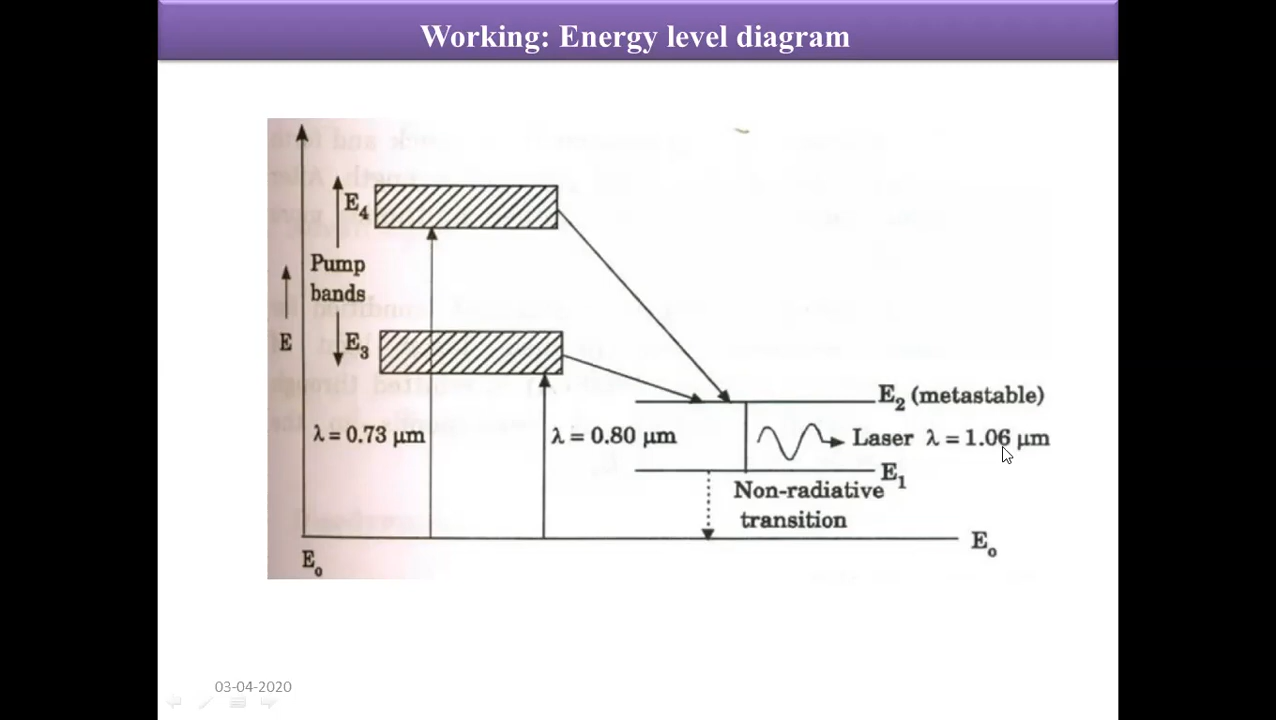 Working: Energy level diagram
E₄
Pump
bands
E
E₃
λ = 0.73 μm
λ = 0.80 μm
E₂ (metastable)
Laser λ = 1.06 μm
E₁
Non-radiative
transition
E₀
E₀
03-04-2020